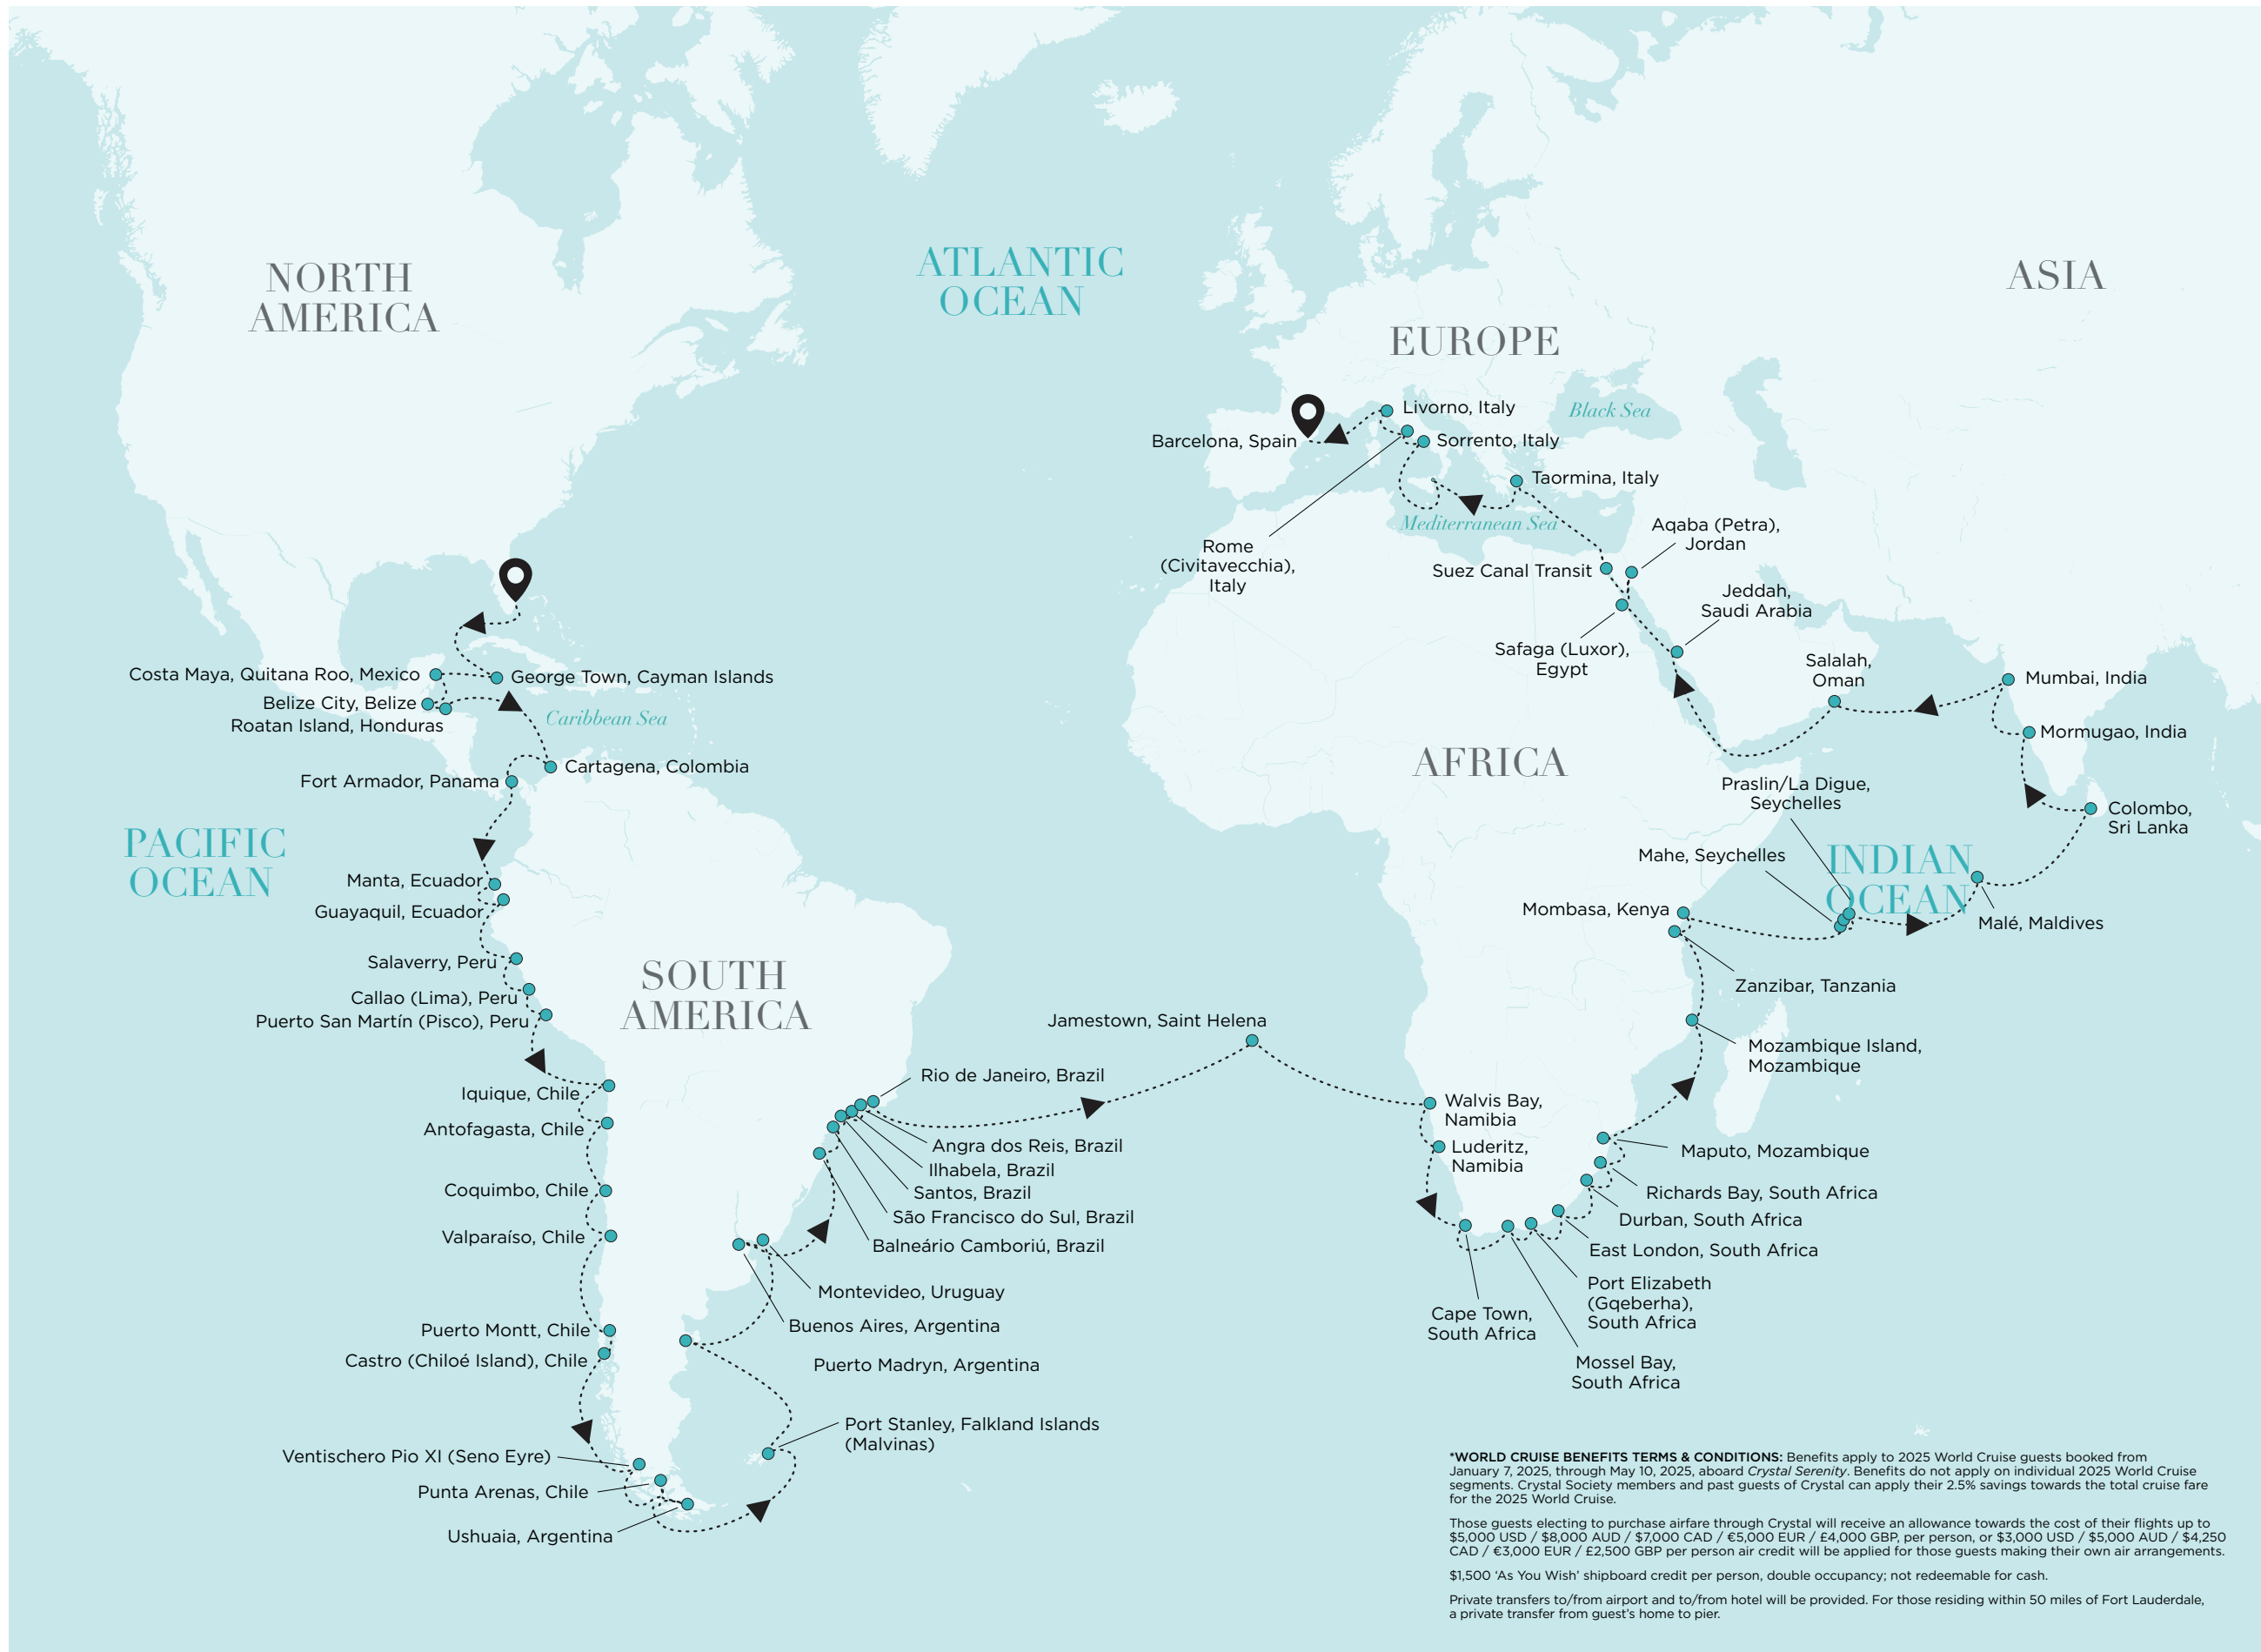 NORTH
AMERICA
ATLANTIC
OCEAN
ASIA
EUROPE
Black Sea
Livorno, Italy
Barcelona, Spain
Sorrento, Italy
Taormina, Italy
Mediterranean Sea
Rome
(Civitavecchia),
Italy
Aqaba (Petra),
Jordan
Suez Canal Transit
Jeddah,
Saudi Arabia
Safaga (Luxor),
Egypt
Salalah,
Oman
Mumbai, India
Mormugao, India
Colombo,
Sri Lanka
Costa Maya, Quitana Roo, Mexico
George Town, Cayman Islands
Belize City, Belize
Roatan Island, Honduras
Caribbean Sea
Cartagena, Colombia
Fort Armador, Panama
AFRICA
Praslin/La Digue,
Seychelles
Mahe, Seychelles
INDIAN
OCEAN
Malé, Maldives
PACIFIC
OCEAN
Manta, Ecuador
Guayaquil, Ecuador
Mombasa, Kenya
Zanzibar, Tanzania
Salaverry, Peru
Callao (Lima), Peru
Puerto San Martín (Pisco), Peru
SOUTH
AMERICA
Jamestown, Saint Helena
Mozambique Island,
Mozambique
Iquique, Chile
Antofagasta, Chile
Coquimbo, Chile
Valparaíso, Chile
Rio de Janeiro, Brazil
Angra dos Reis, Brazil
Ilhabela, Brazil
Santos, Brazil
São Francisco do Sul, Brazil
Balneário Camboriú, Brazil
Walvis Bay,
Namibia
Luderitz,
Namibia
Maputo, Mozambique
Richards Bay, South Africa
Durban, South Africa
East London, South Africa
Port Elizabeth
(Gqeberha),
South Africa
Cape Town,
South Africa
Mossel Bay,
South Africa
Montevideo, Uruguay
Buenos Aires, Argentina
Puerto Madryn, Argentina
Puerto Montt, Chile
Castro (Chiloé Island), Chile
Port Stanley, Falkland Islands
(Malvinas)
Ventischero Pio XI (Seno Eyre)
Punta Arenas, Chile
Ushuaia, Argentina
*WORLD CRUISE BENEFITS TERMS & CONDITIONS: Benefits apply to 2025 World Cruise guests booked from
January 7, 2025, through May 10, 2025, aboard Crystal Serenity. Benefits do not apply on individual 2025 World Cruise
segments. Crystal Society members and past guests of Crystal can apply their 2.5% savings towards the total cruise fare
for the 2025 World Cruise.
Those guests electing to purchase airfare through Crystal will receive an allowance towards the cost of their flights up to
$5,000 USD / $8,000 AUD / $7,000 CAD / €5,000 EUR / £4,000 GBP, per person, or $3,000 USD / $5,000 AUD / $4,250
CAD / €3,000 EUR / £2,500 GBP per person air credit will be applied for those guests making their own air arrangements.
$1,500 ‘As You Wish’ shipboard credit per person, double occupancy; not redeemable for cash.
Private transfers to/from airport and to/from hotel will be provided. For those residing within 50 miles of Fort Lauderdale,
a private transfer from guest’s home to pier.